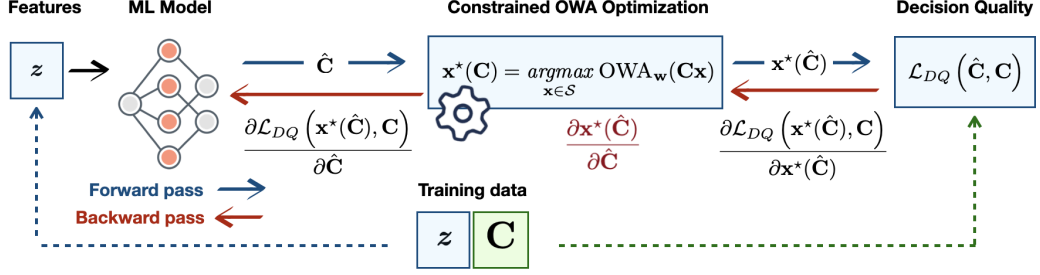 Features
ML Model
Constrained OWA Optimization
Decision Quality
z
Ĉ
x⋆(C) = argmax OWA_w(Cx)
x∈S
x⋆(Ĉ)
ℒ_DQ (Ĉ, C)
∂ℒ_DQ (x⋆(Ĉ), C)
∂Ĉ
∂x⋆(Ĉ)
∂Ĉ
∂ℒ_DQ (x⋆(Ĉ), C)
∂x⋆(Ĉ)
Forward pass
Backward pass
Training data
z
C